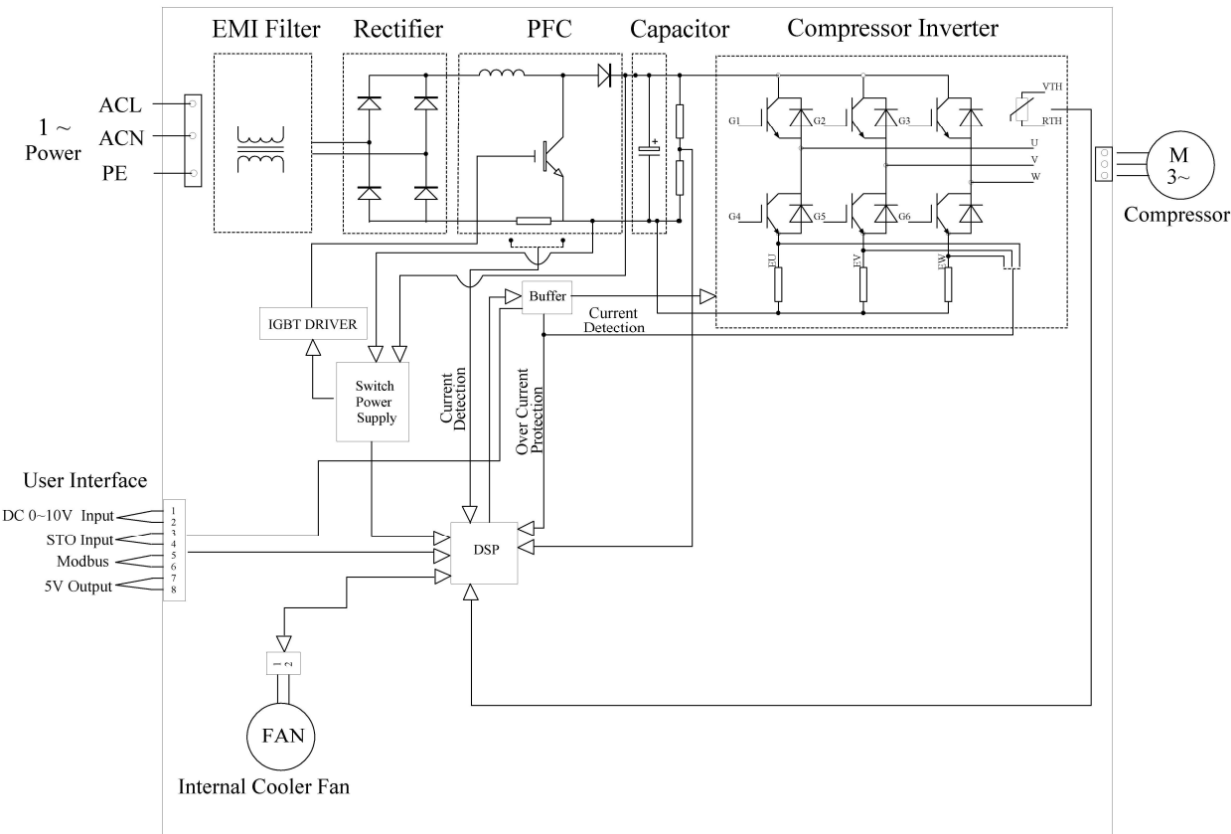 EMI Filter
Rectifier
PFC
Capacitor
Compressor Inverter
1 ~
Power
ACL
ACN
PE
G1
G2
G3
VTH
RTH
U
V
W
G4
G5
G6
EU
EV
EW
M
3~
Compressor
IGBT DRIVER
Buffer
Current
Detection
Switch
Power
Supply
Current
Detection
Over Current
Protection
+
User Interface
DC 0~10V Input
STO Input
Modbus
5V Output
1
2
3
4
5
6
7
8
DSP
1
2
FAN
Internal Cooler Fan